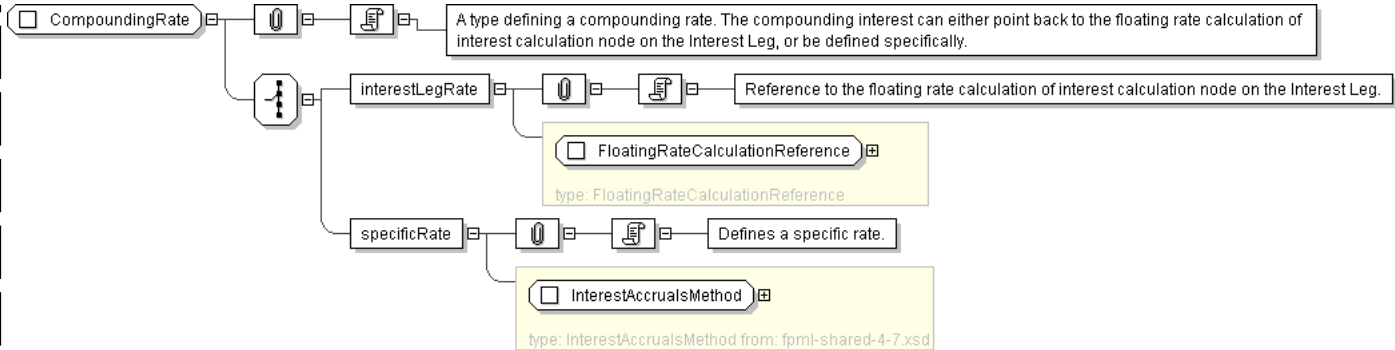 CompoundingRate
A type defining a compounding rate. The compounding interest can either point back to the floating rate calculation of
interest calculation node on the Interest Leg, or be defined specifically.
interestLegRate
Reference to the floating rate calculation of interest calculation node on the Interest Leg.
FloatingRateCalculationReference
type: FloatingRateCalculationReference
specificRate
Defines a specific rate.
InterestAccrualsMethod
type: InterestAccrualsMethod from: fpml-shared-4-7.xsd